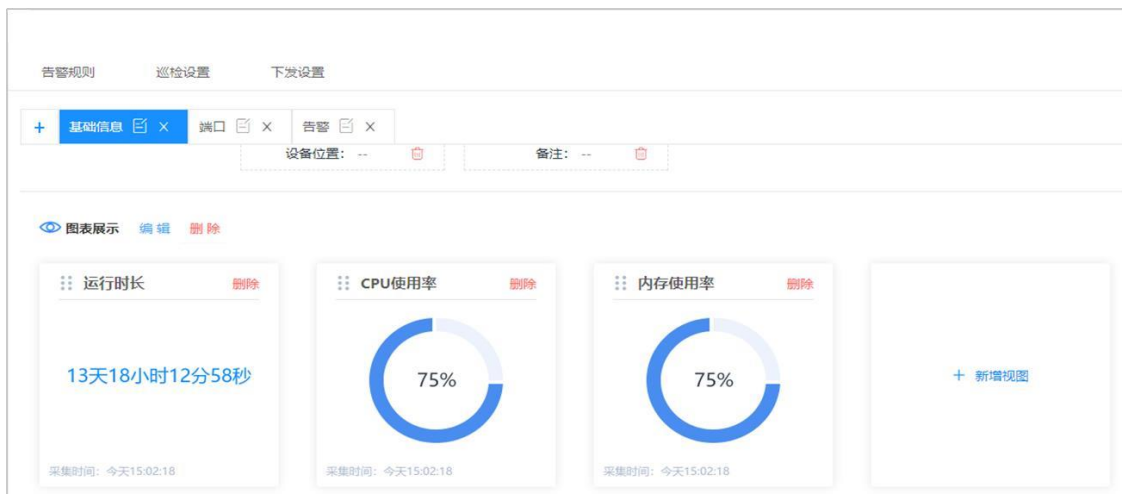 告警规则 巡检设置 下发设置
+ 基础信息 × 端口 × 告警 ×
设备位置： -- 备注： --
图表展示 编辑 删除
运行时长 删除 CPU使用率 删除 内存使用率 删除
13天18小时12分58秒 75% 75% + 新增视图
采集时间：今天15:02:18 采集时间：今天15:02:18 采集时间：今天15:02:18